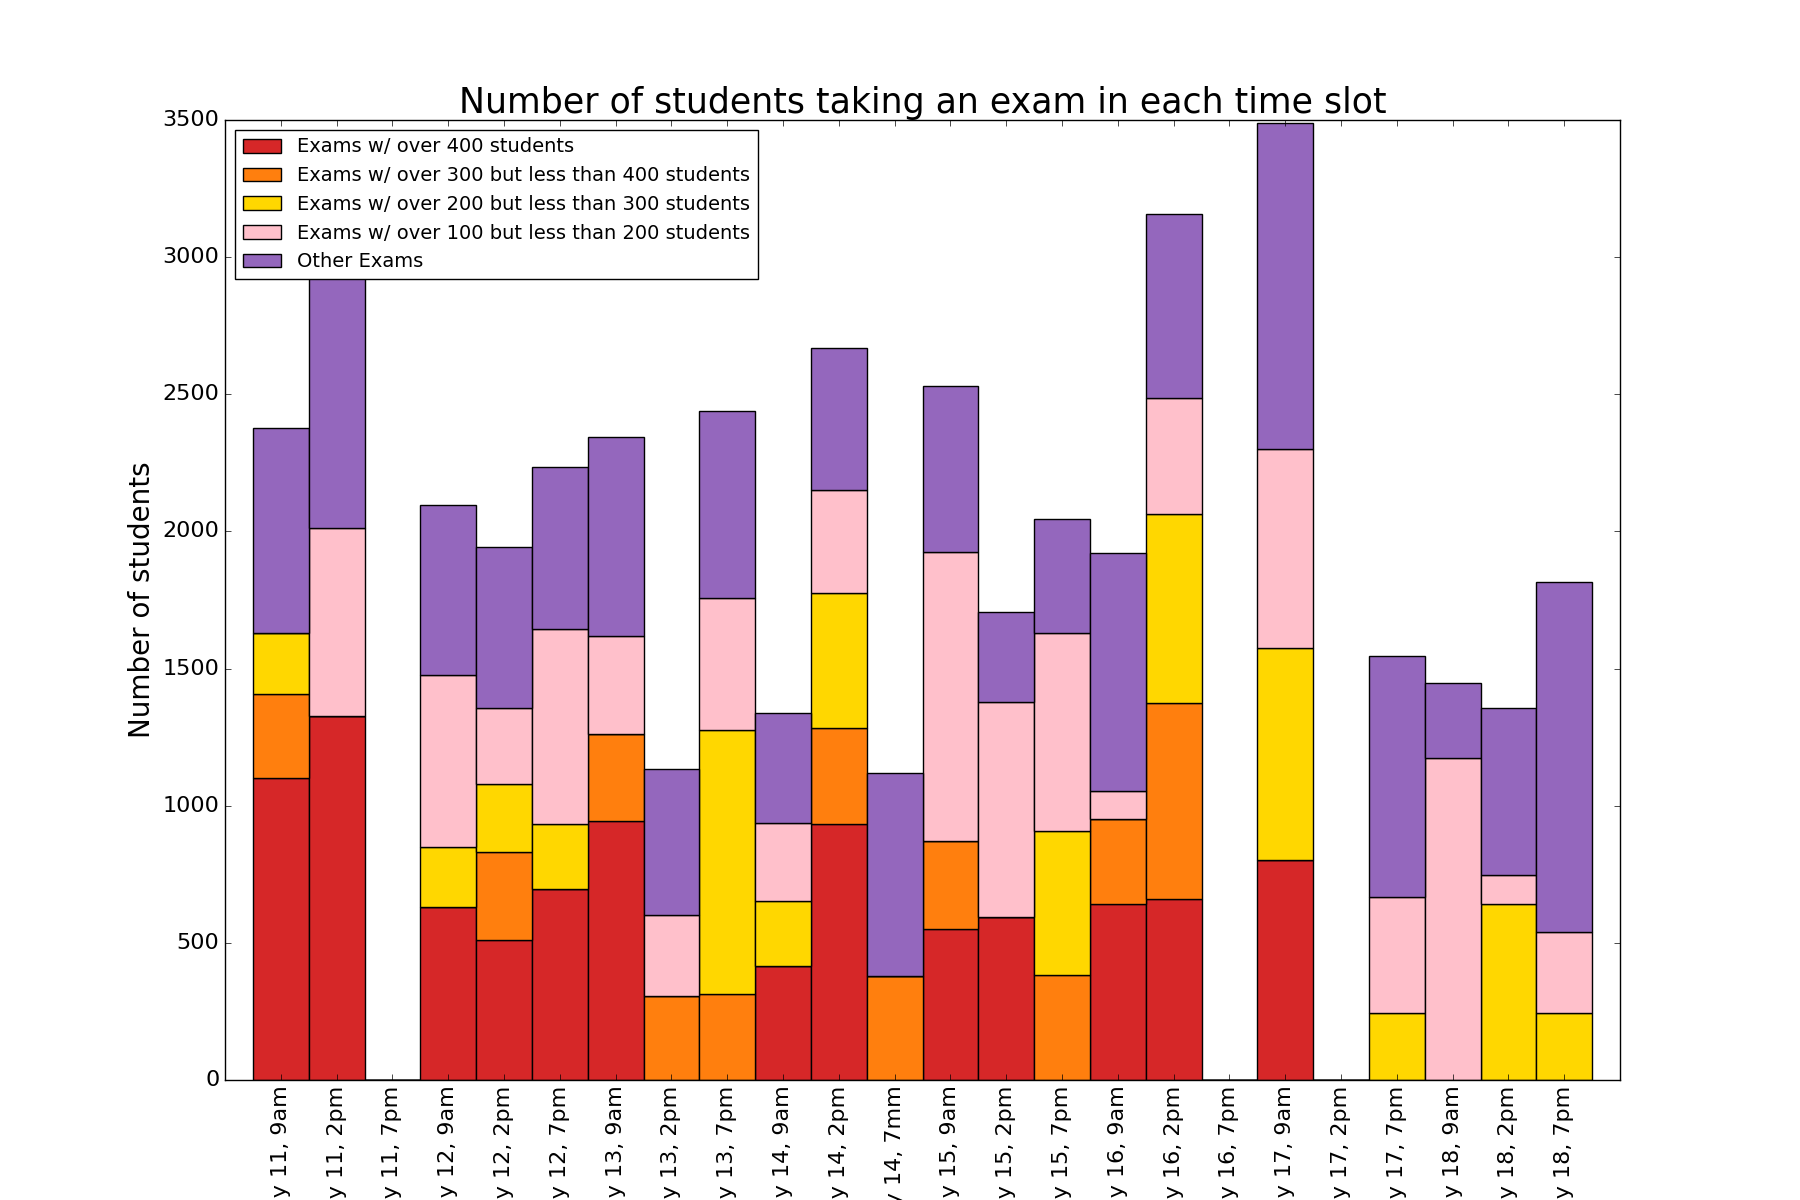 Number of students taking an exam in each time slot
Exams w/ over 400 students
Exams w/ over 300 but less than 400 students
Exams w/ over 200 but less than 300 students
Exams w/ over 100 but less than 200 students
Other Exams
Number of students
3500
3000
2500
2000
1500
1000
500
0
y 11, 9am
y 11, 2pm
y 11, 7pm
y 12, 9am
y 12, 2pm
y 12, 7pm
y 13, 9am
y 13, 2pm
y 13, 7pm
y 14, 9am
y 14, 2pm
y 14, 7mm
y 15, 9am
y 15, 2pm
y 15, 7pm
y 16, 9am
y 16, 2pm
y 16, 7pm
y 17, 9am
y 17, 2pm
y 17, 7pm
y 18, 9am
y 18, 2pm
y 18, 7pm